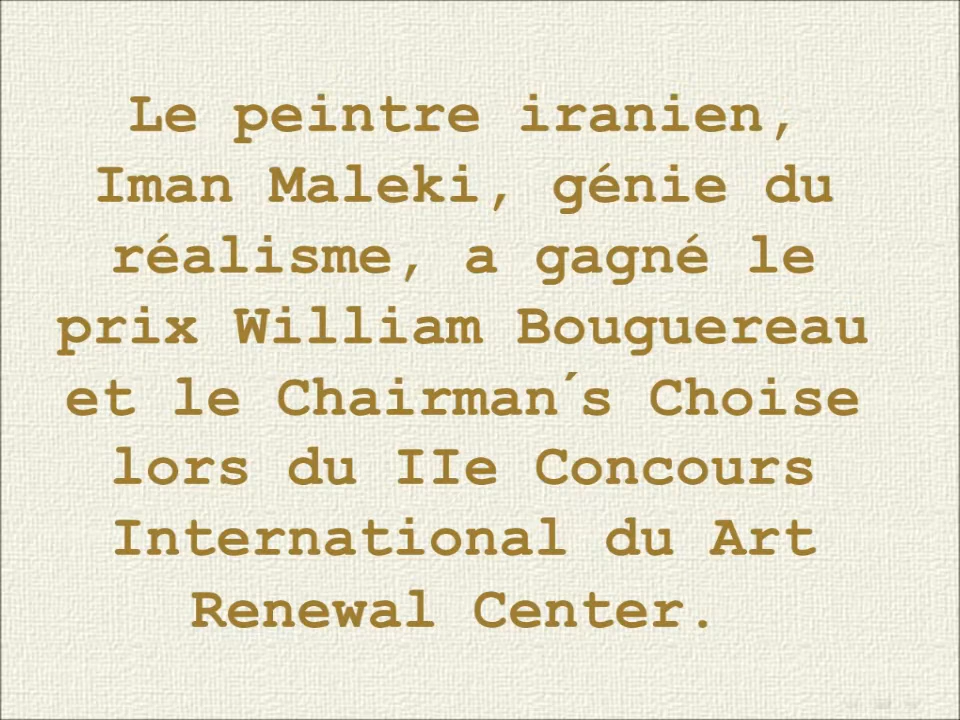 Le peintre iranien,
Iman Maleki, génie du
réalisme, a gagné le
prix William Bouguereau
et le Chairman´s Choise
lors du IIe Concours
International du Art
Renewal Center.